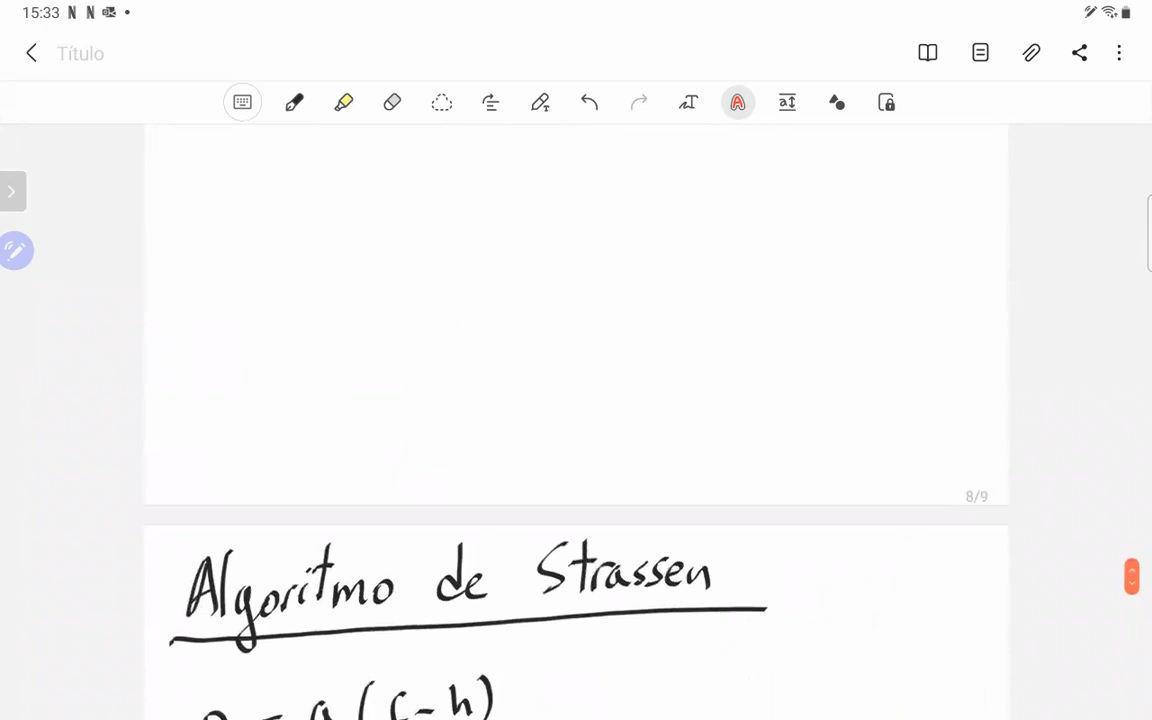 15:33
Título
8/9
Algoritmo de Strassen
= a (f - h)